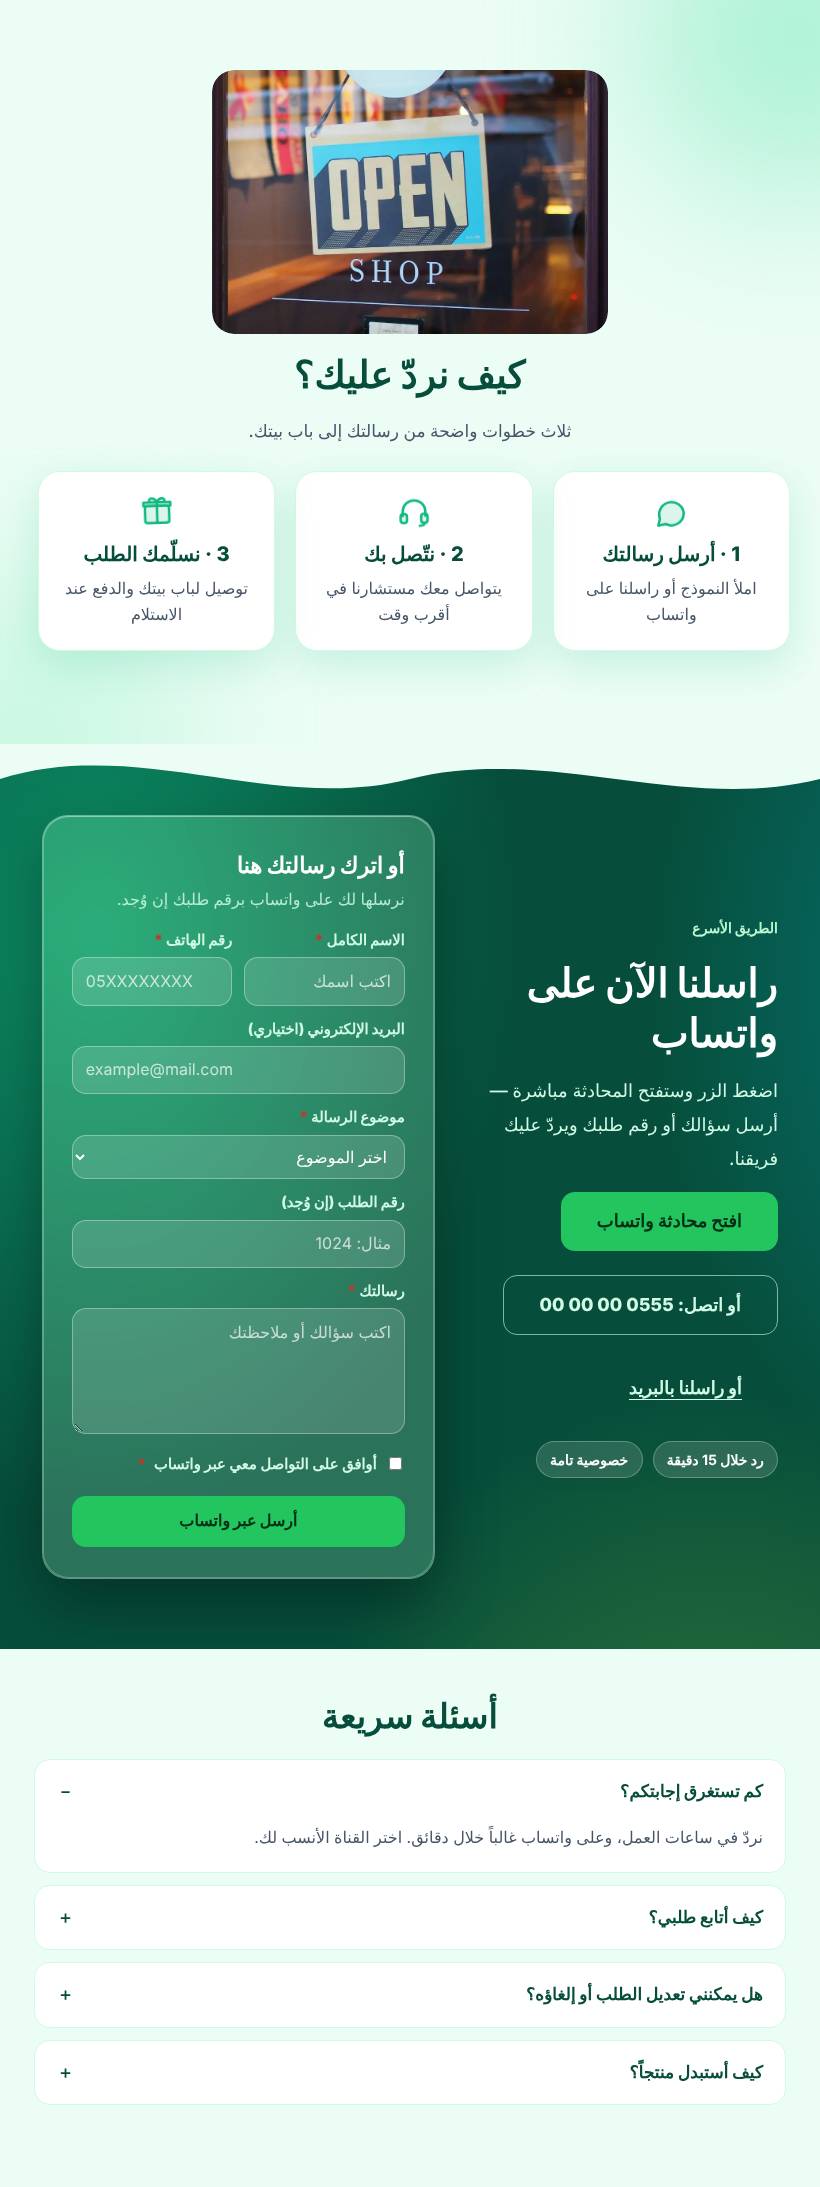 OPEN
SHOP
كيف نردّ عليك؟
ثلاث خطوات واضحة من رسالتك إلى باب بيتك.
1 · أرسل رسالتك
املأ النموذج أو راسلنا على
واتساب
2 · نتّصل بك
يتواصل معك مستشارنا في
أقرب وقت
3 · نسلّمك الطلب
توصيل لباب بيتك والدفع عند
الاستلام
الطريق الأسرع
راسلنا الآن على
واتساب
اضغط الزر وستفتح المحادثة مباشرة —
أرسل سؤالك أو رقم طلبك ويردّ عليك
فريقنا.
افتح محادثة واتساب
أو اتصل: 0555 00 00 00
أو راسلنا بالبريد
رد خلال 15 دقيقة
خصوصية تامة
أو اترك رسالتك هنا
نرسلها لك على واتساب برقم طلبك إن وُجد.
الاسم الكامل *
اكتب اسمك
رقم الهاتف *
05XXXXXXXX
البريد الإلكتروني (اختياري)
example@mail.com
موضوع الرسالة *
اختر الموضوع
رقم الطلب (إن وُجد)
مثال: 1024
رسالتك *
اكتب سؤالك أو ملاحظتك
أوافق على التواصل معي عبر واتساب *
أرسل عبر واتساب
أسئلة سريعة
كم تستغرق إجابتكم؟ −
نردّ في ساعات العمل، وعلى واتساب غالباً خلال دقائق. اختر القناة الأنسب لك.
كيف أتابع طلبي؟ +
هل يمكنني تعديل الطلب أو إلغاؤه؟ +
كيف أستبدل منتجاً؟ +